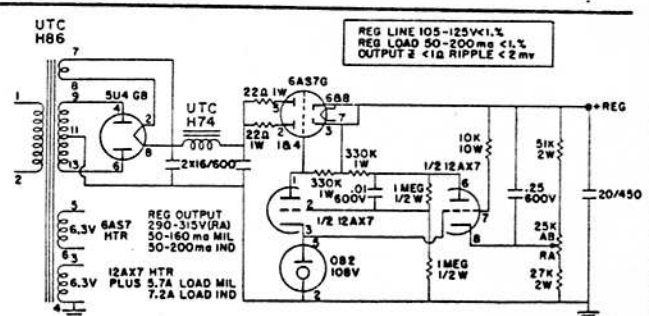 UTC
H86
REG LINE 105-125V<1.%
REG LOAD 50-200ma <1.%
OUTPUT Z <1Ω RIPPLE <2mv
7
8
9
1
11
13
2
5U4 GB
4
2
8
6
UTC
H74
2X16/600
22Ω 1W
22Ω
1W
6AS7G
5
2
6&8
7
3
1&4
+REG
330K
1W
330K
1W
.01
600V
1 MEG
1/2W
1/2 12AX7
10K
10W
51K
2W
1
2
3
1/2 12AX7
6
7
8
.25
600V
20/450
25K
AB
RA
27K
2W
1 MEG
1/2W
5
OB2
108V
2
5
6.3V
6
6AS7
HTR
REG OUTPUT
290-315V(RA)
50-160 ma MIL
50-200 ma IND
3
6.3V
4
12AX7 HTR
PLUS 5.7A LOAD MIL
7.2A LOAD IND